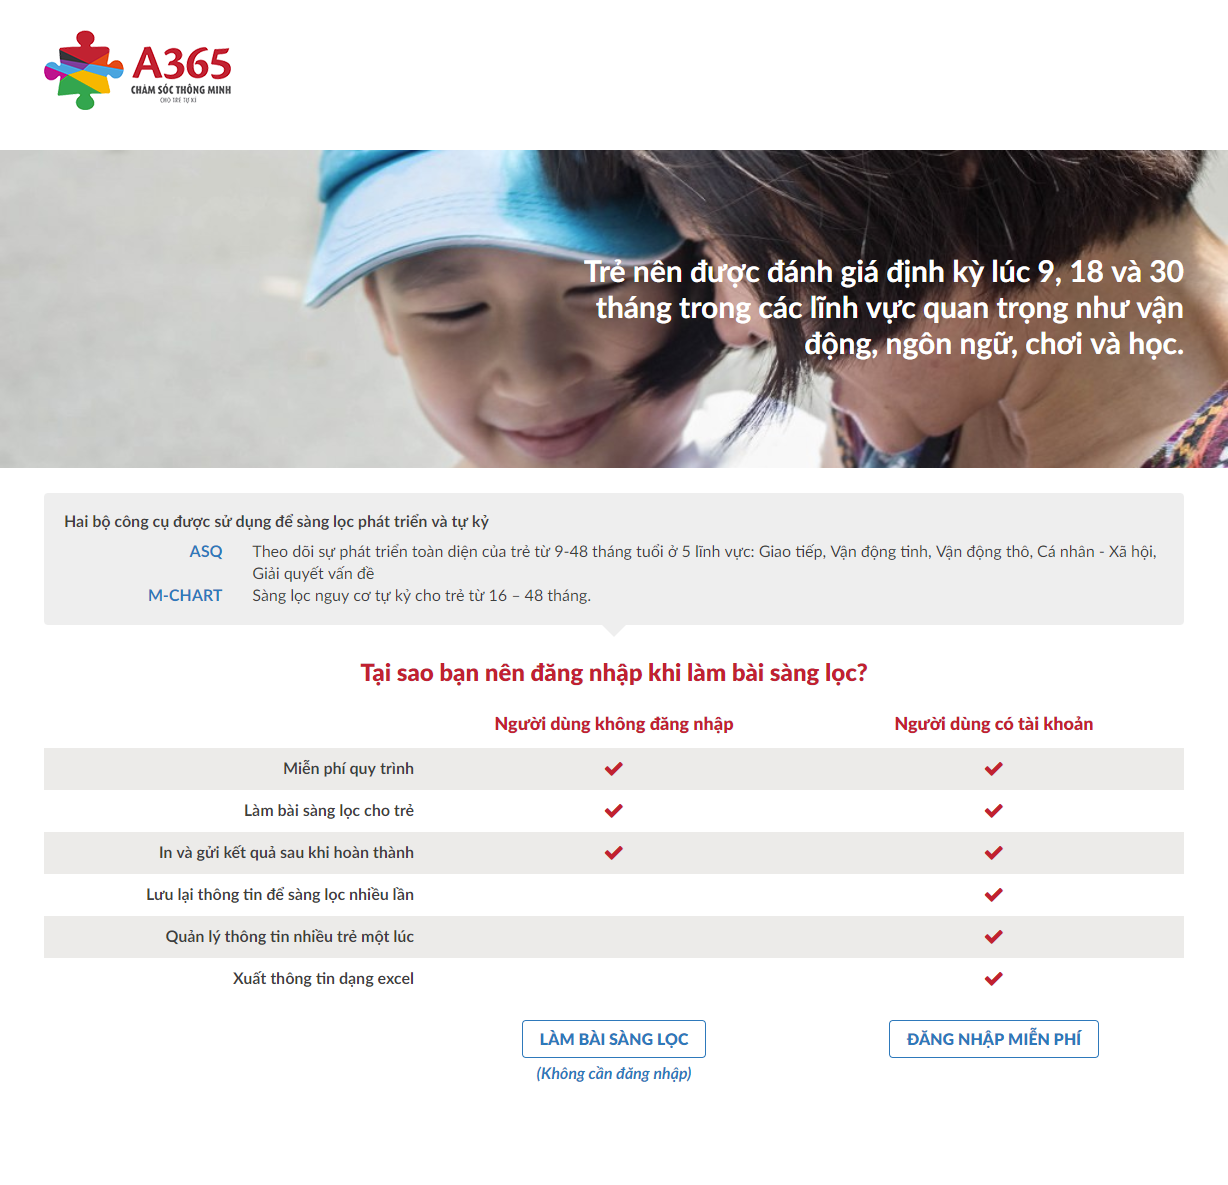 A365
CHĂM SÓC THÔNG MINH
CHO TRẺ TỰ KỈ
Trẻ nên được đánh giá định kỳ lúc 9, 18 và 30
tháng trong các lĩnh vực quan trọng như vận
động, ngôn ngữ, chơi và học.
Hai bộ công cụ được sử dụng để sàng lọc phát triển và tự kỷ
ASQ Theo dõi sự phát triển toàn diện của trẻ từ 9-48 tháng tuổi ở 5 lĩnh vực: Giao tiếp, Vận động tinh, Vận động thô, Cá nhân - Xã hội,
Giải quyết vấn đề
M-CHART Sàng lọc nguy cơ tự kỷ cho trẻ từ 16 – 48 tháng.
Tại sao bạn nên đăng nhập khi làm bài sàng lọc?
Người dùng không đăng nhập Người dùng có tài khoản
Miễn phí quy trình
Làm bài sàng lọc cho trẻ
In và gửi kết quả sau khi hoàn thành
Lưu lại thông tin để sàng lọc nhiều lần
Quản lý thông tin nhiều trẻ một lúc
Xuất thông tin dạng excel
LÀM BÀI SÀNG LỌC ĐĂNG NHẬP MIỄN PHÍ
(Không cần đăng nhập)